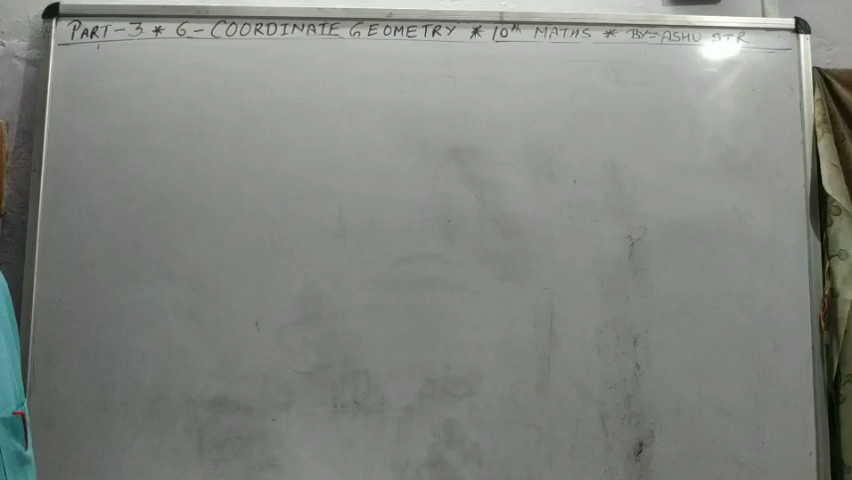 PART-3 * 6- COORDINATE GEOMETRY * 10th MATHS * BY=ASHU